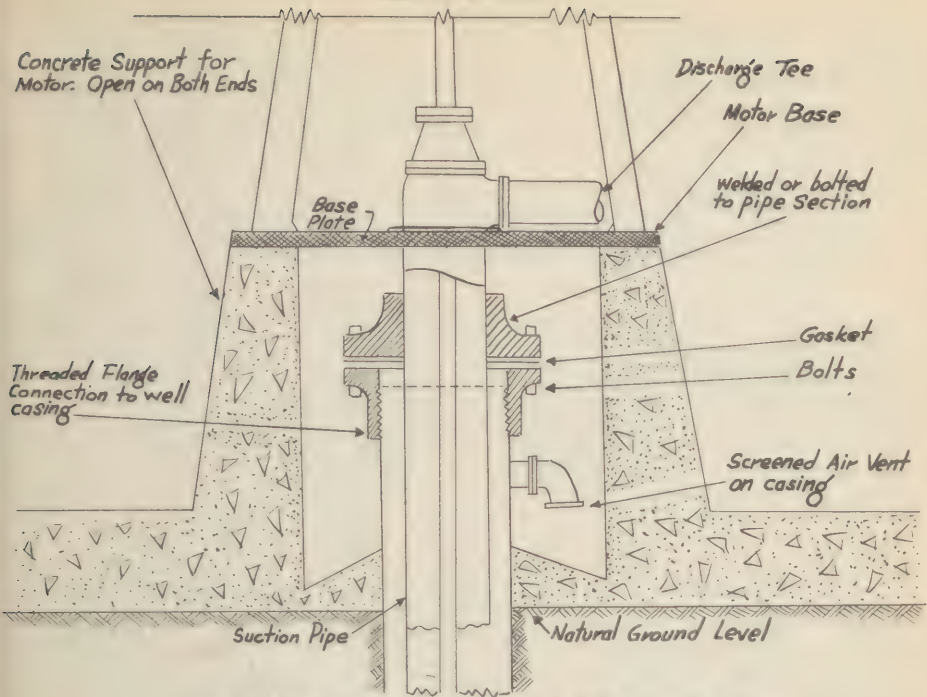 Concrete Support for
Motor. Open on Both Ends
Discharge Tee
Motor Base
Welded or bolted
to pipe Section
Base
Plate
Gasket
Bolts
Threaded Flange
Connection to well
casing
Screened Air Vent
on casing
Suction Pipe
Natural Ground Level